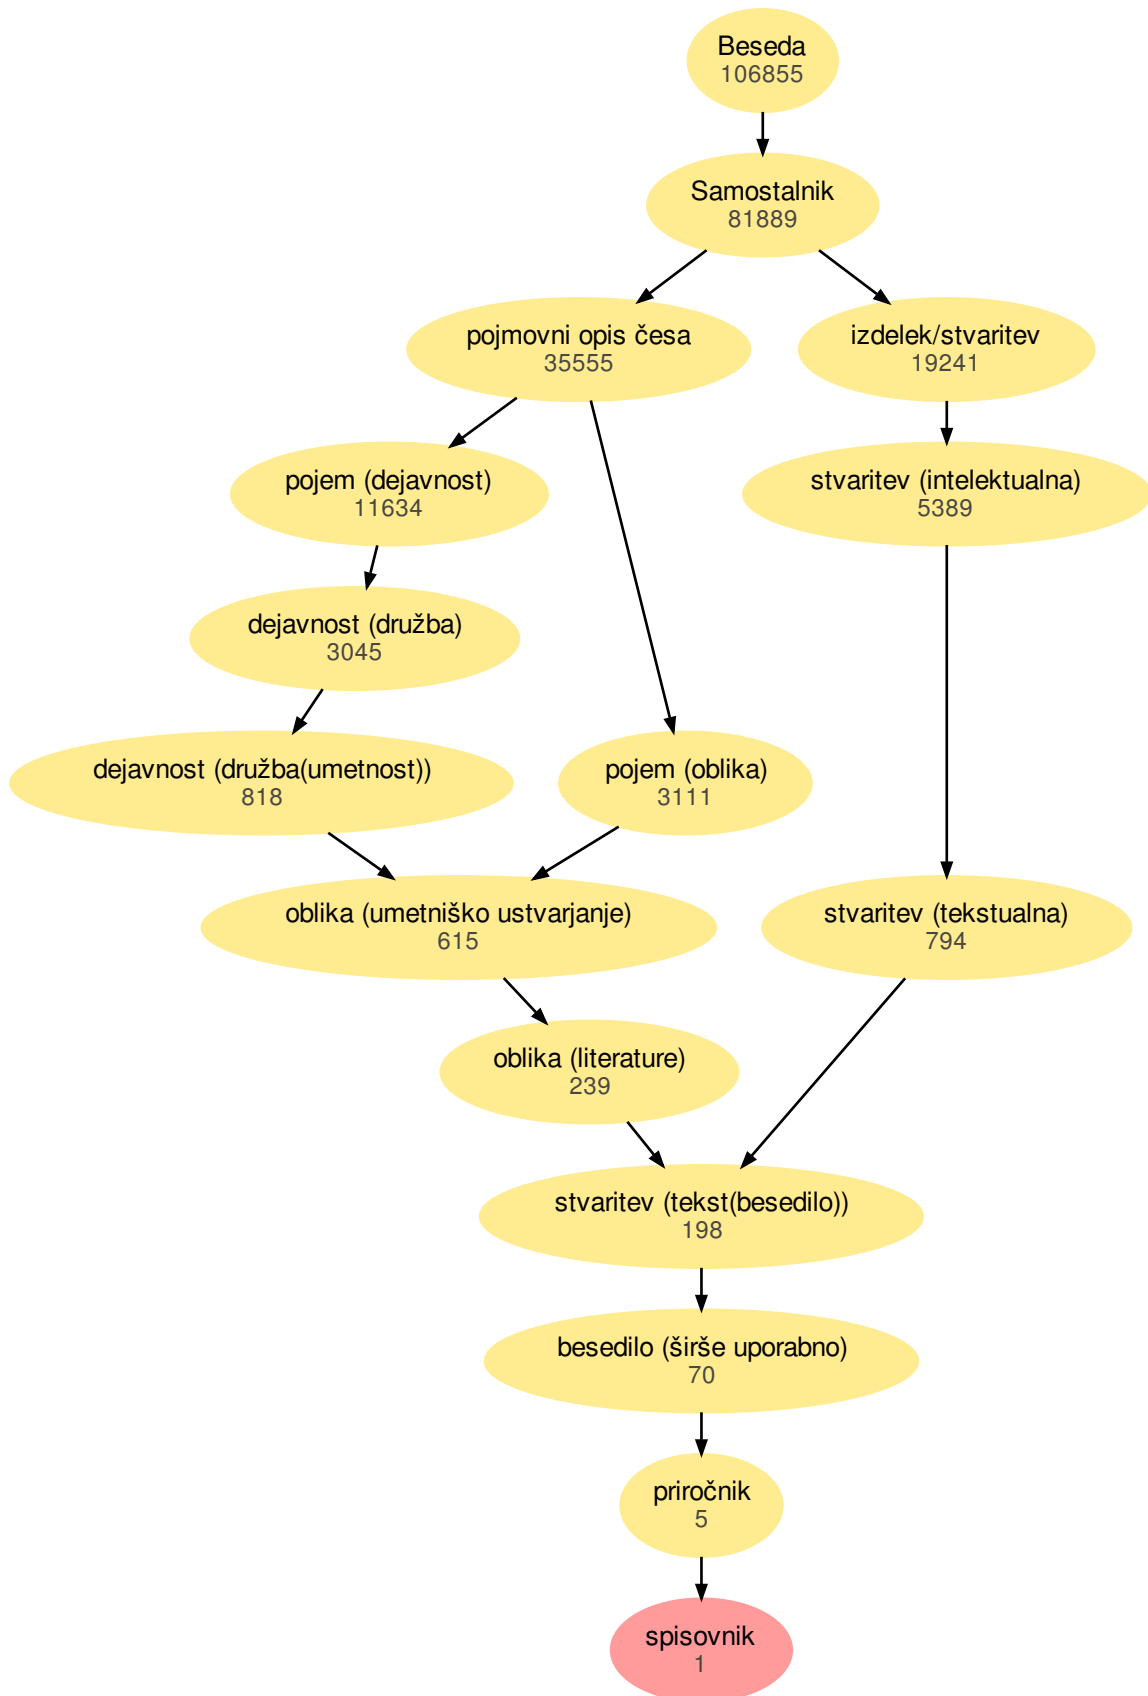 Beseda
106855
Samostalnik
81889
pojmovni opis česa
35555
izdelek/stvaritev
19241
pojem (dejavnost)
11634
stvaritev (intelektualna)
5389
dejavnost (družba)
3045
dejavnost (družba(umetnost))
818
pojem (oblika)
3111
oblika (umetniško ustvarjanje)
615
stvaritev (tekstualna)
794
oblika (literature)
239
stvaritev (tekst(besedilo))
198
besedilo (širše uporabno)
70
priročnik
5
spisovnik
1